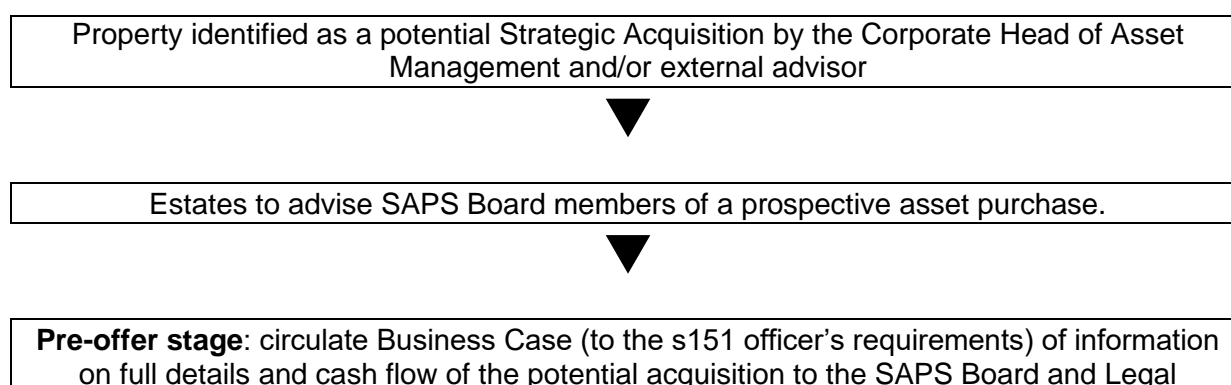 Property identified as a potential Strategic Acquisition by the Corporate Head of Asset
Management and/or external advisor
Estates to advise SAPS Board members of a prospective asset purchase.
Pre-offer stage: circulate Business Case (to the s151 officer’s requirements) of information
on full details and cash flow of the potential acquisition to the SAPS Board and Legal